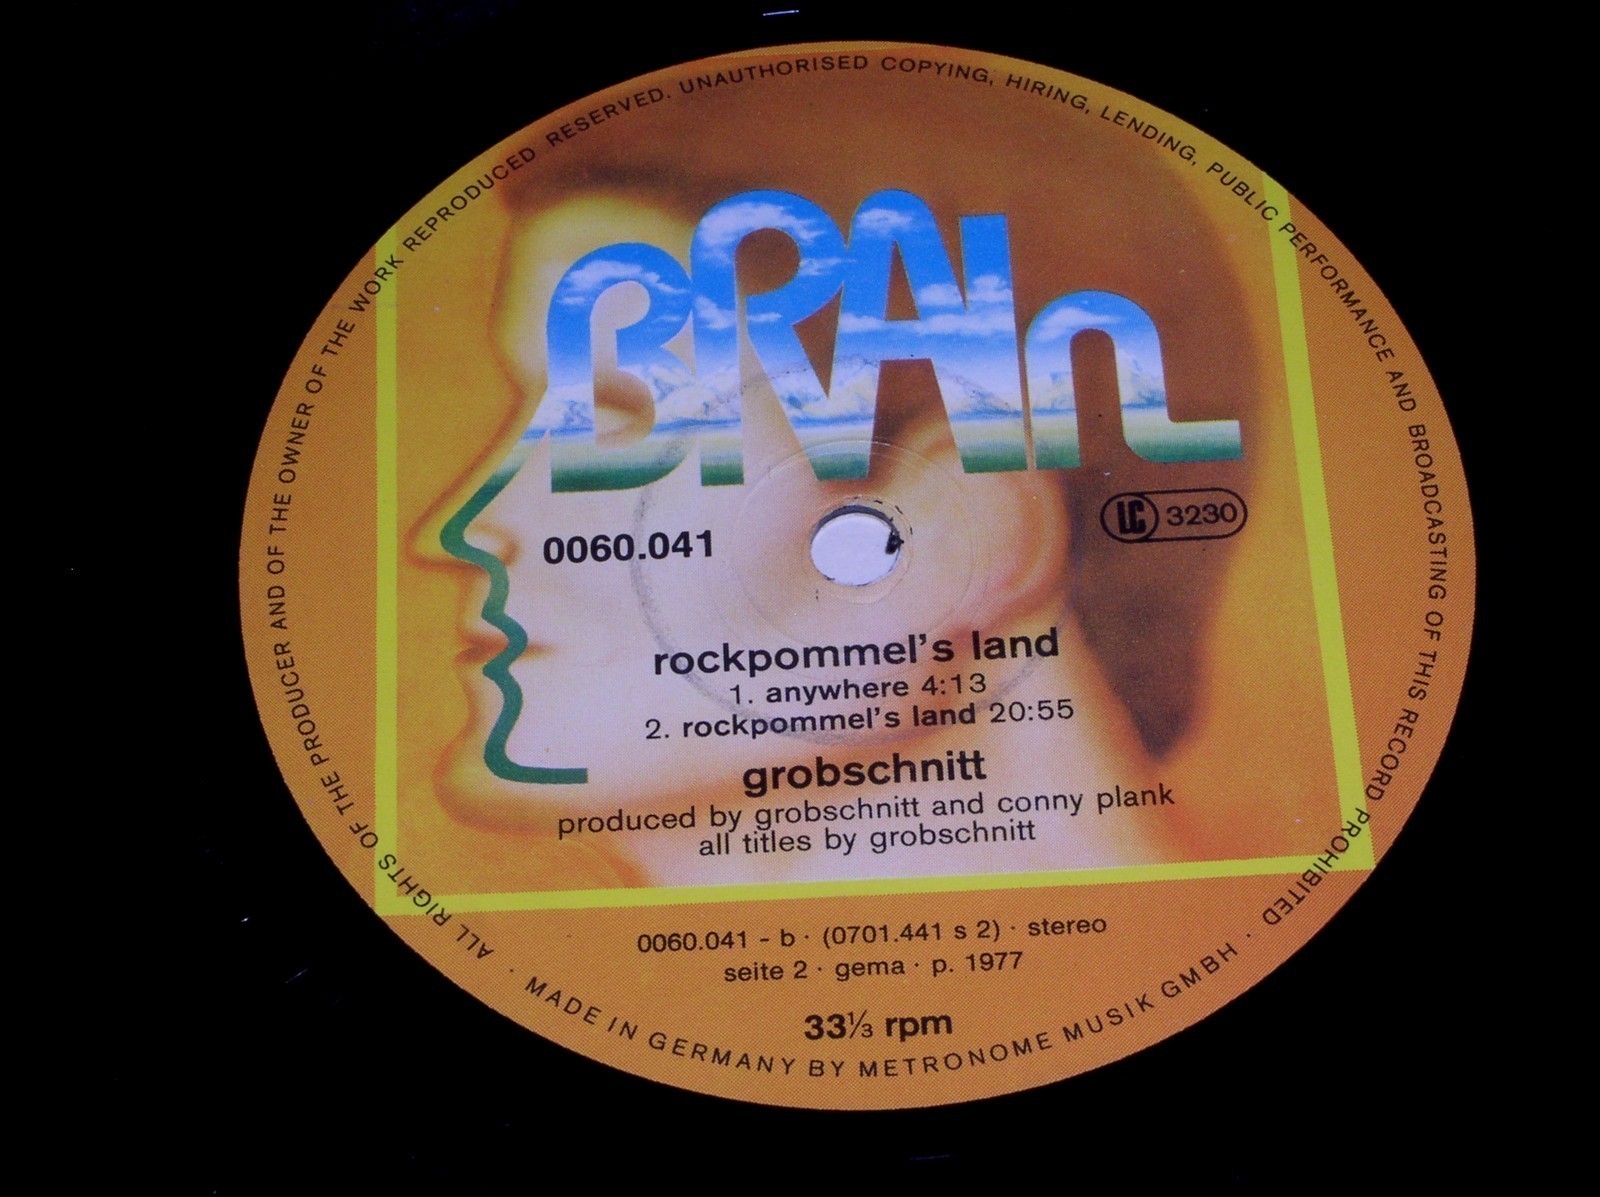 BRAIN
0060.041
LC 3230
rockpommel's land
1. anywhere 4:13
2. rockpommel's land 20:55
grobschnitt
produced by grobschnitt and conny plank
all titles by grobschnitt
0060.041 - b · (0701.441 s 2) · stereo
seite 2 · gema · p. 1977
33⅓ rpm
ALL RIGHTS OF THE PRODUCER AND OF THE OWNER OF THE WORK REPRODUCED RESERVED. UNAUTHORISED COPYING, HIRING, LENDING, PUBLIC PERFORMANCE AND BROADCASTING OF THIS RECORD PROHIBITED · MADE IN GERMANY BY METRONOME MUSIK GMBH ·